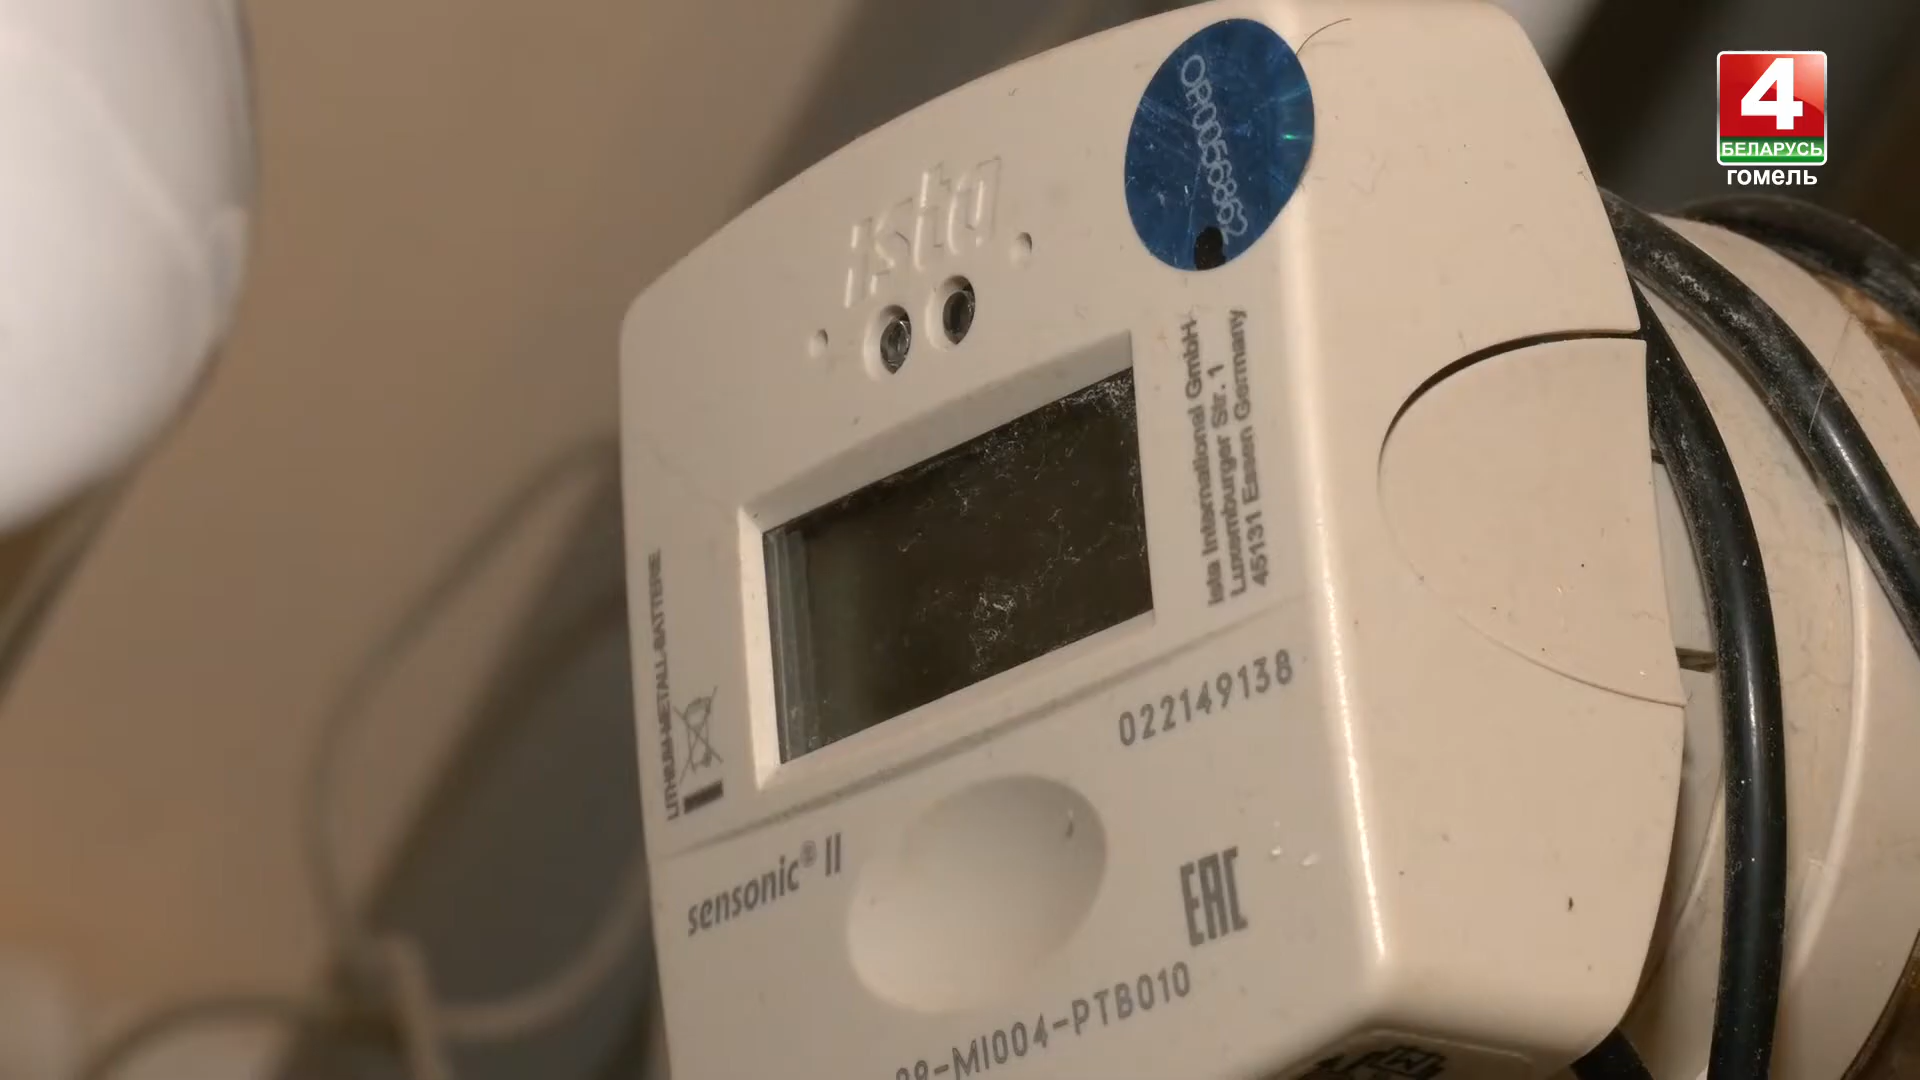 4
БЕЛАРУСЬ
гомель
ista
ista International GmbH
Luxemburger Str. 1
45131 Essen Germany
LITHIUM-METALL-BATTERIE
022149138
sensonic® II
EAC
-MI004-PTB010